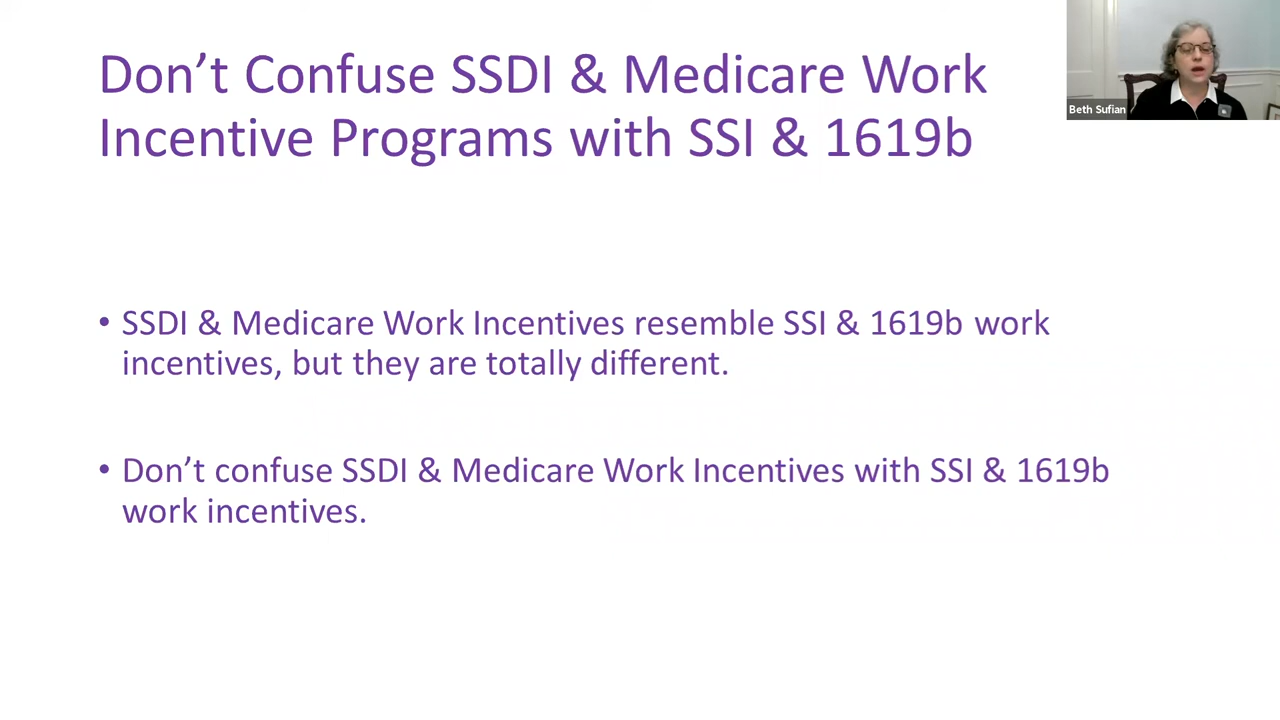 Don’t Confuse SSDI & Medicare Work
Incentive Programs with SSI & 1619b
Beth Sufian
• SSDI & Medicare Work Incentives resemble SSI & 1619b work
incentives, but they are totally different.
• Don’t confuse SSDI & Medicare Work Incentives with SSI & 1619b
work incentives.